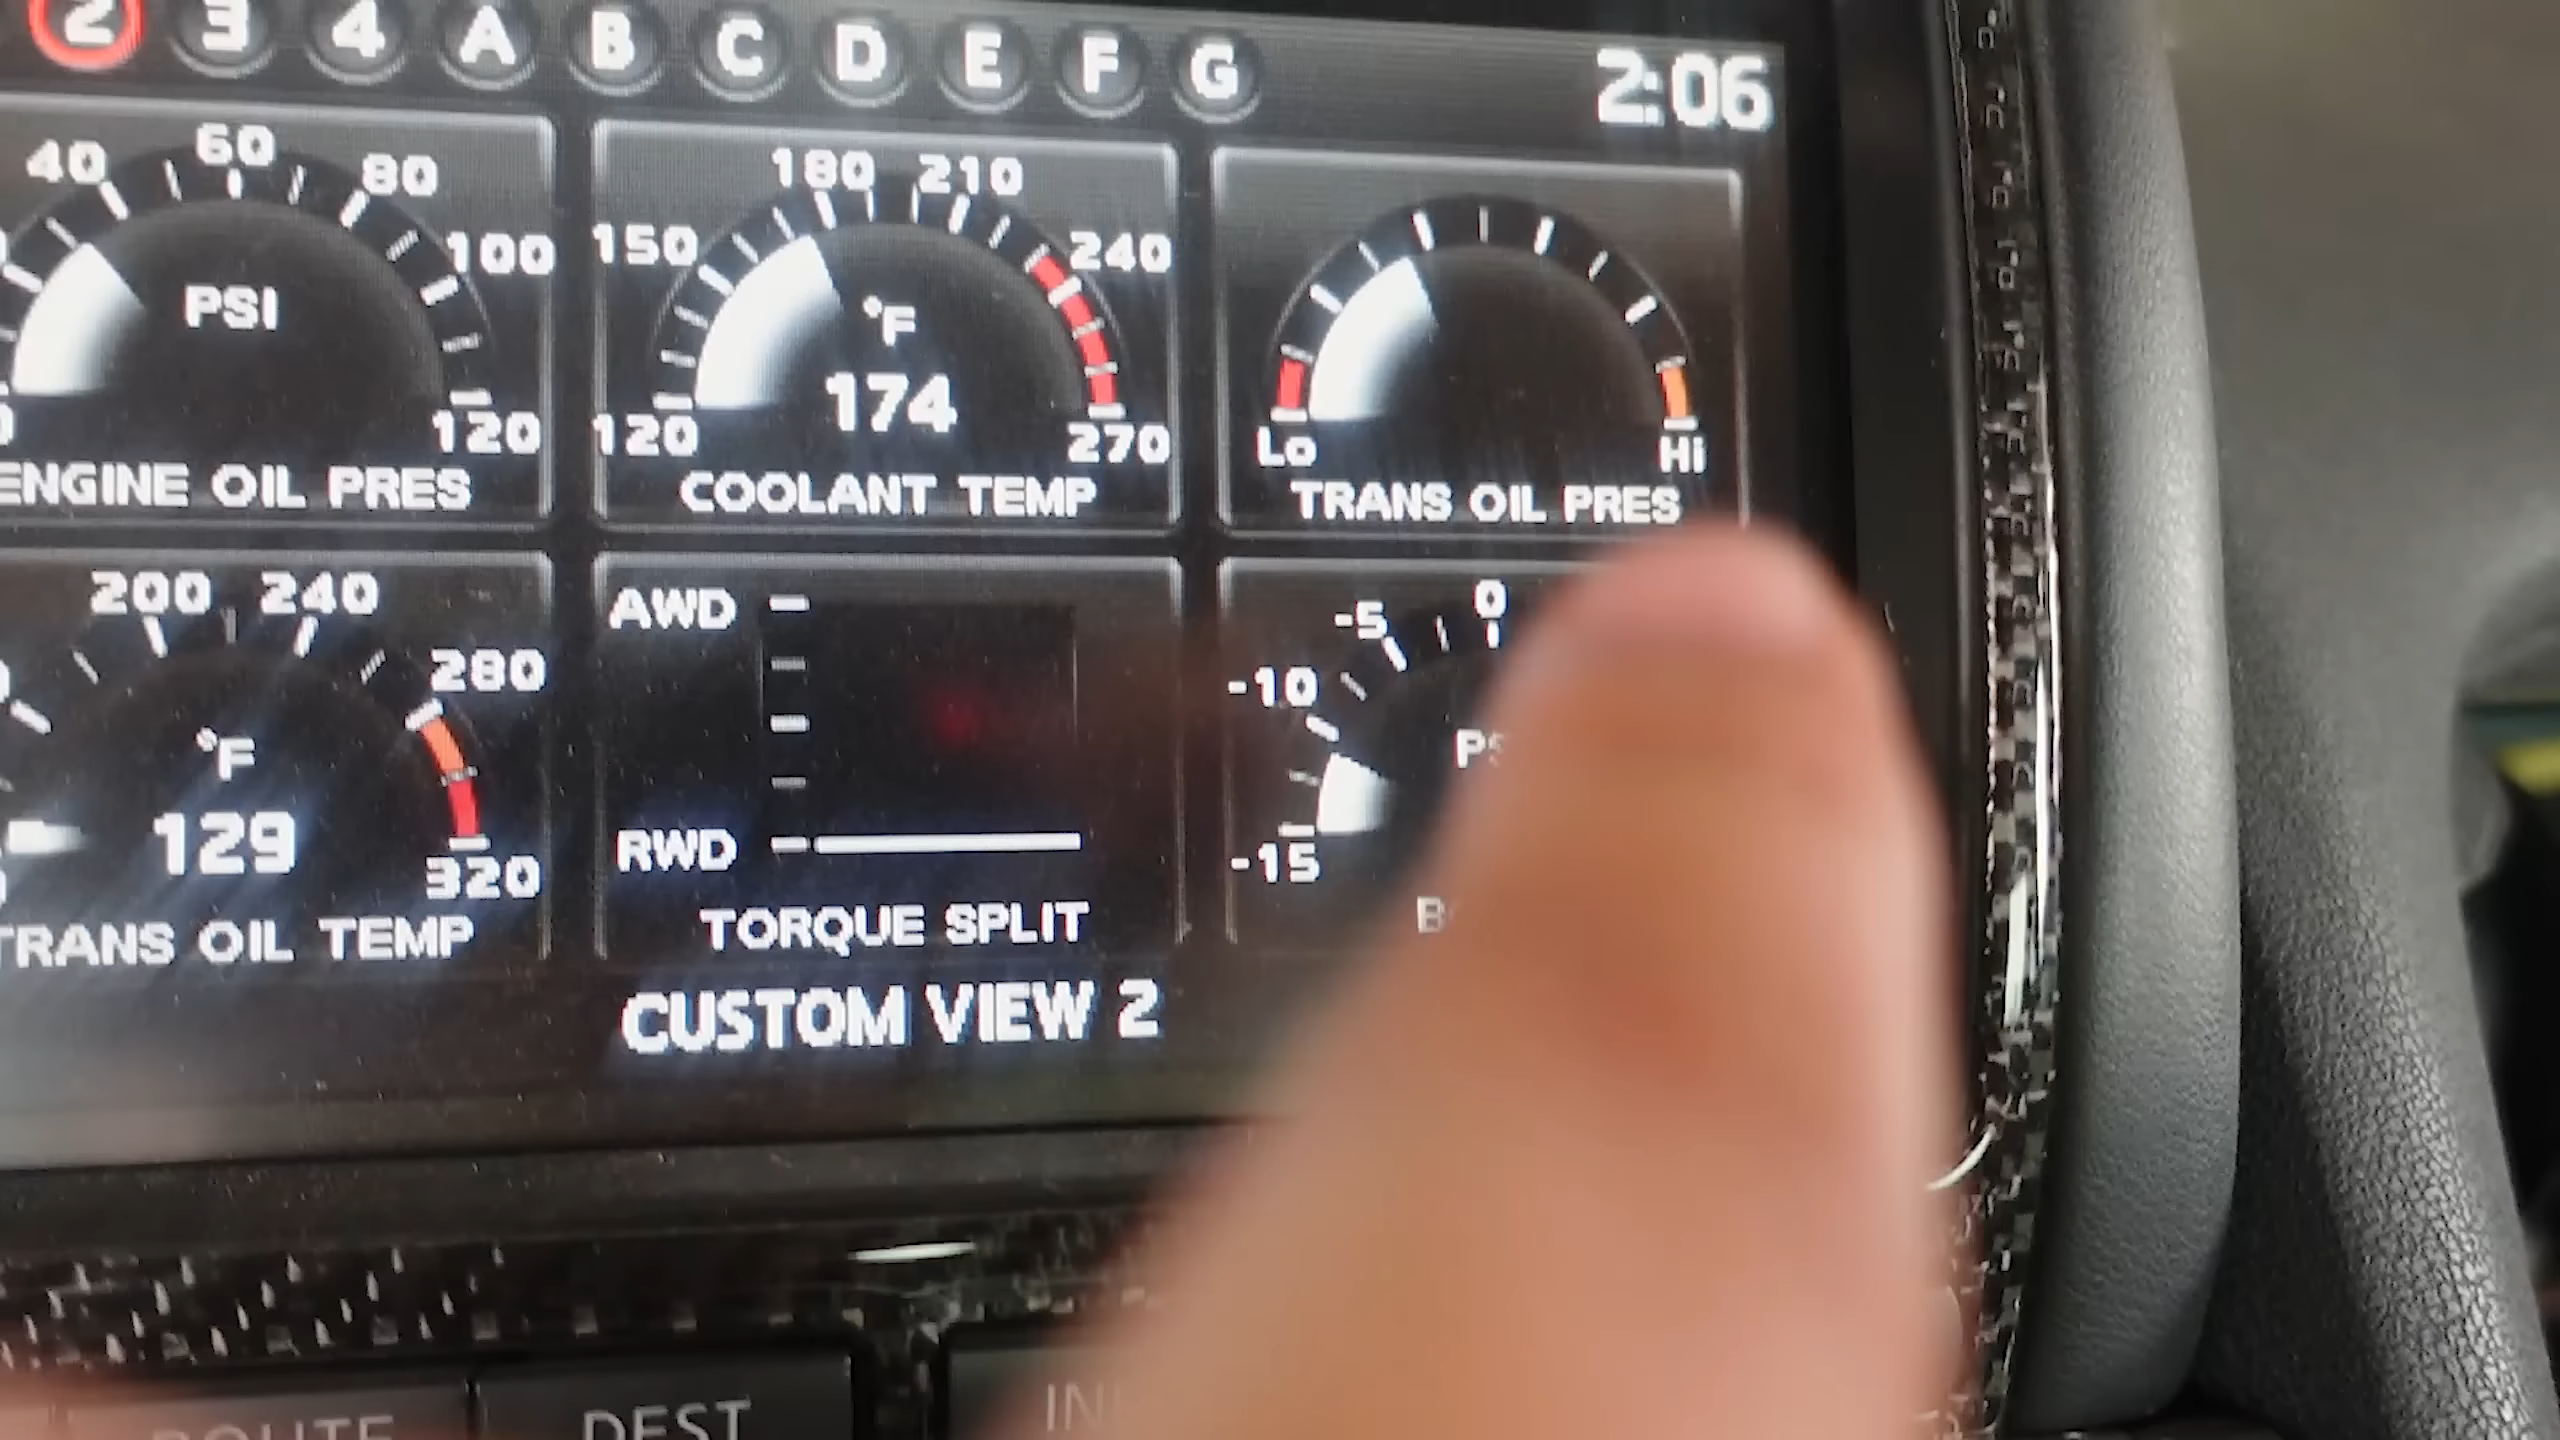 2 3 4 A B C D E F G 2:06
40 60 80 100 120
PSI
ENGINE OIL PRES
120 150 180 210 240 270
°F
174
COOLANT TEMP
Lo Hi
TRANS OIL PRES
200 240 280 320
°F
129
TRANS OIL TEMP
AWD
RWD
TORQUE SPLIT
-15 -10 -5 0
CUSTOM VIEW 2
ROUTE DEST